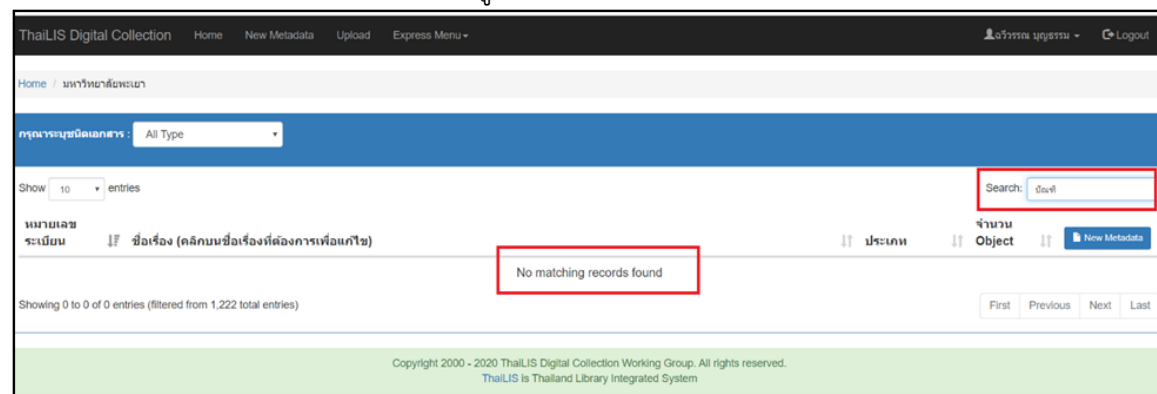 ThaiLIS Digital Collection Home New Metadata Upload Express Menu ฉวีวรรณ บุญธรรม Logout
Home / มหาวิทยาลัยพะเยา
กรุณาระบุชนิดเอกสาร : All Type
Show 10 entries Search: บัณฑิ
หมายเลข
ระเบียน ชื่อเรื่อง (คลิกบนชื่อเรื่องที่ต้องการเพื่อแก้ไข) ประเภท จำนวน
Object New Metadata
No matching records found
Showing 0 to 0 of 0 entries (filtered from 1,222 total entries) First Previous Next Last
Copyright 2000 - 2020 ThaiLIS Digital Collection Working Group. All rights reserved.
ThaiLIS is Thailand Library Integrated System